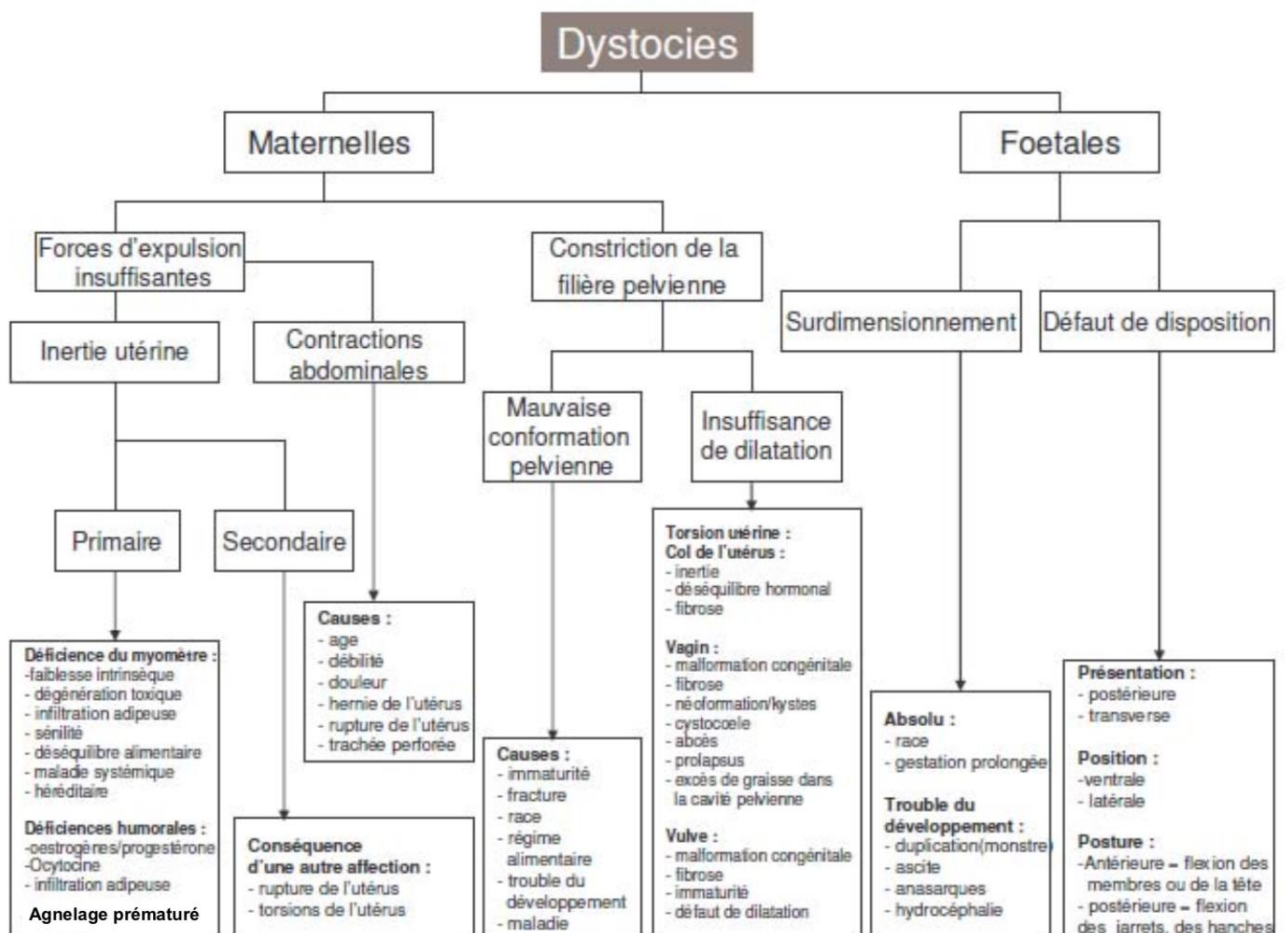 Dystocies
Maternelles
Foetales
Forces d'expulsion
insuffisantes
Constriction de la
filière pelvienne
Surdimensionnement
Défaut de disposition
Inertie utérine
Contractions
abdominales
Mauvaise
conformation
pelvienne
Insuffisance
de dilatation
Primaire
Secondaire
Déficience du myomètre :
-faiblesse intrinsèque
- dégénération toxique
- infiltration adipeuse
- sénilité
- déséquilibre alimentaire
- maladie systémique
- héréditaire
Déficiences humorales :
-oestrogènes/progestérone
-Ocytocine
- infiltration adipeuse
Agnelage prématuré
Conséquence
d'une autre affection :
- rupture de l'utérus
- torsions de l'utérus
Causes :
- age
- débilité
- douleur
- hernie de l'utérus
- rupture de l'utérus
- trachée perforée
Causes :
- immaturité
- fracture
- race
- régime
alimentaire
- trouble du
développement
- maladie
Torsion utérine :
Col de l'utérus :
- inertie
- déséquilibre hormonal
- fibrose
Vagin :
- malformation congénitale
- fibrose
- néoformation/kystes
- cystocoele
- abcès
- prolapsus
- excès de graisse dans
la cavité pelvienne
Vulve :
- malformation congénitale
- fibrose
- immaturité
- défaut de dilatation
Absolu :
- race
- gestation prolongée
Trouble du
développement :
- duplication(monstre)
- ascite
- anasarques
- hydrocéphalie
Présentation :
- postérieure
- transverse
Position :
-ventrale
- latérale
Posture :
-Antérieure = flexion des
membres ou de la tête
- postérieure = flexion
des jarrets, des hanches